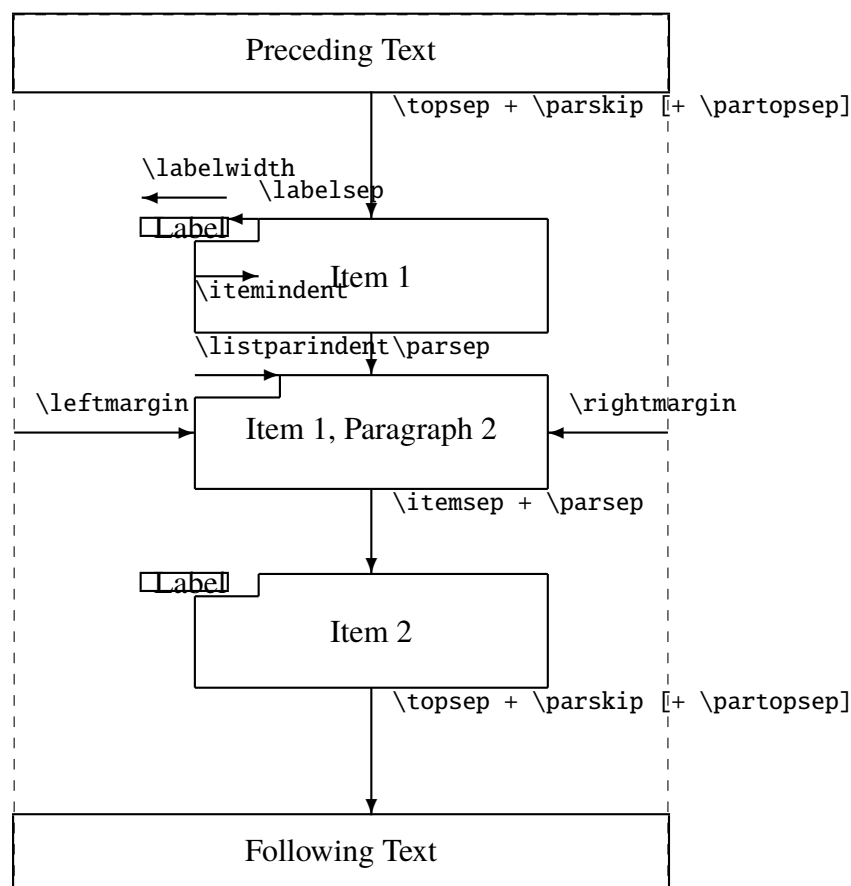 Preceding Text
\topsep + \parskip [+ \partopsep]
\labelwidth
\labelsep
Label
Item 1
\itemindent
\listparindent \parsep
\leftmargin
\rightmargin
Item 1, Paragraph 2
\itemsep + \parsep
Label
Item 2
\topsep + \parskip [+ \partopsep]
Following Text